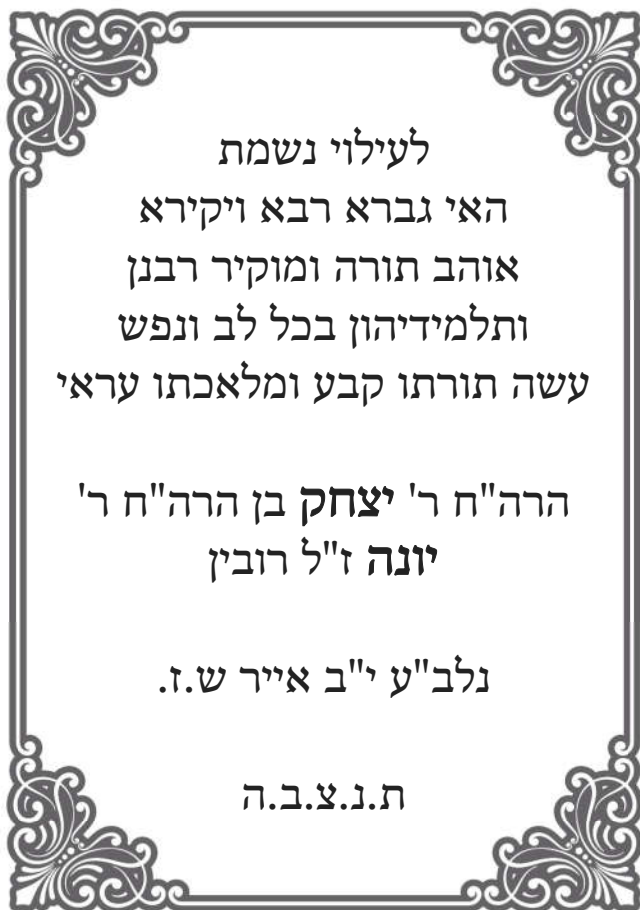 לעילוי נשמת
האי גברא רבא ויקירא
אוהב תורה ומוקיר רבנן
ותלמידיהון בכל לב ונפש
עשה תורתו קבע ומלאכתו עראי
הרה"ח ר' יצחק בן הרה"ח ר'
יונה ז"ל רובין
נלב"ע י"ב אייר ש.ז.
ת.נ.צ.ב.ה